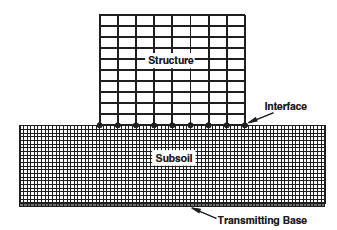 Structure
Interface
Subsoil
Transmitting Base